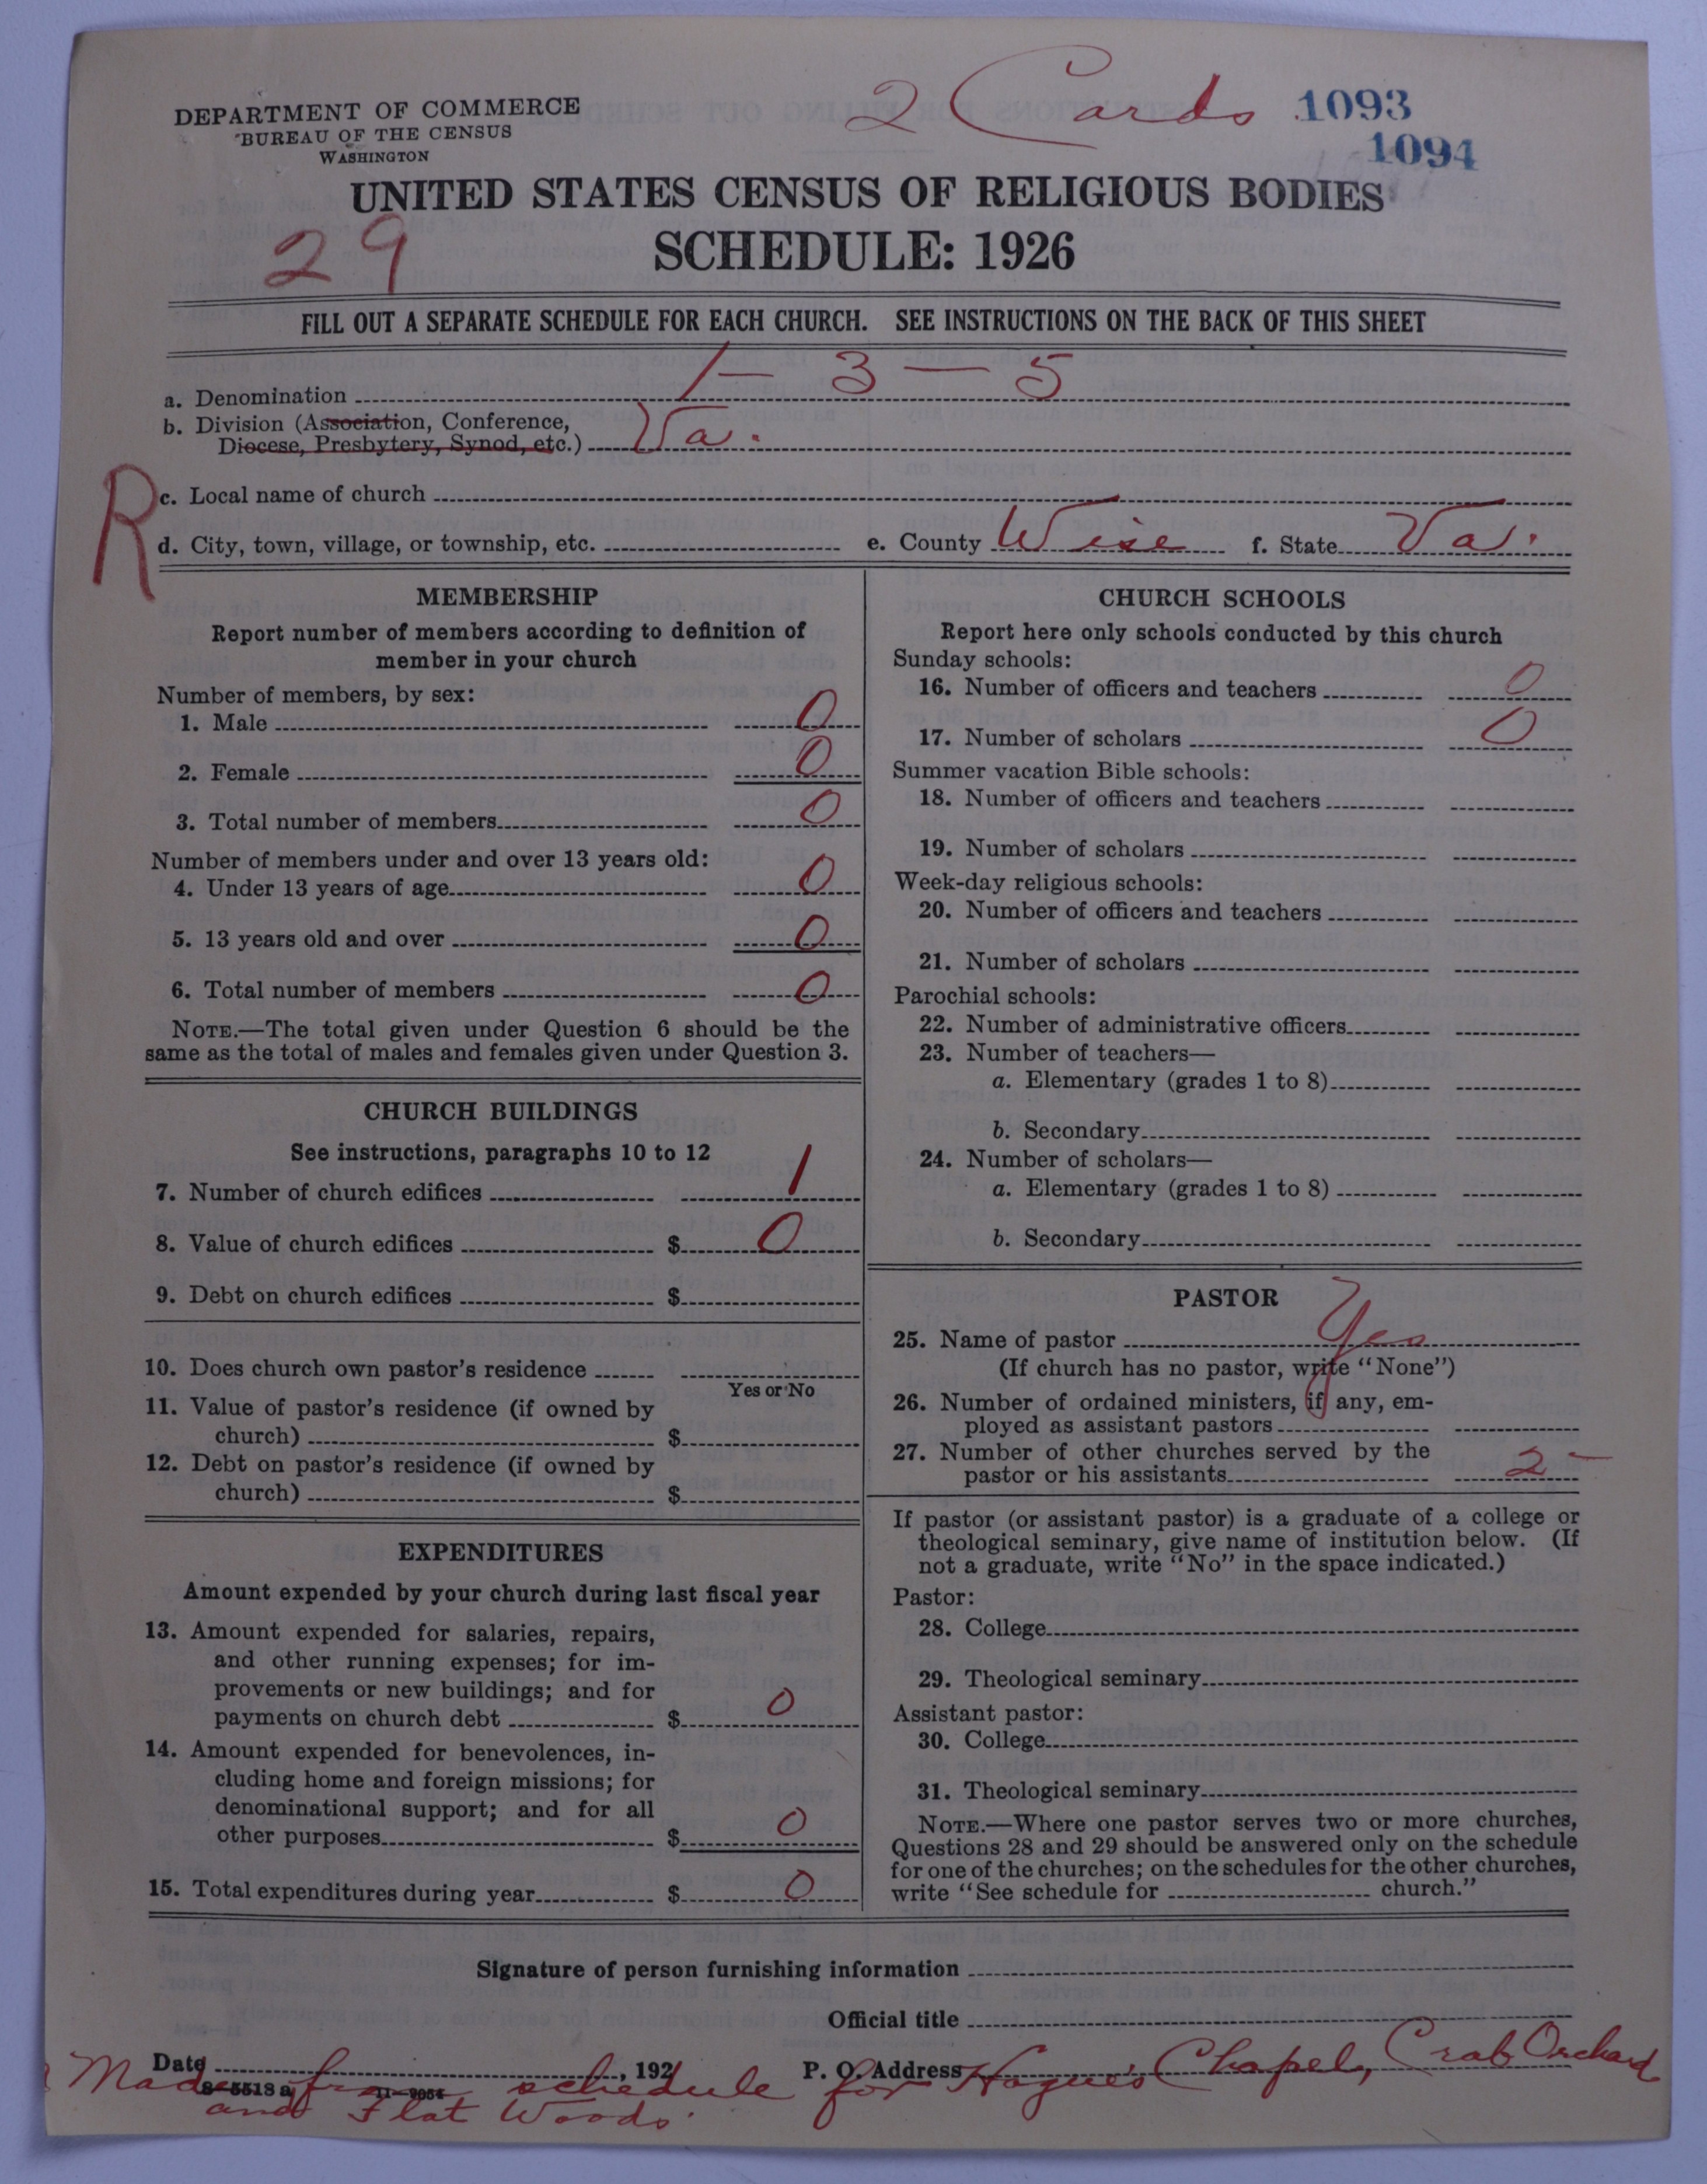 2 Cards 1093
1094
DEPARTMENT OF COMMERCE
BUREAU OF THE CENSUS
WASHINGTON
UNITED STATES CENSUS OF RELIGIOUS BODIES
29
SCHEDULE: 1926
FILL OUT A SEPARATE SCHEDULE FOR EACH CHURCH. SEE INSTRUCTIONS ON THE BACK OF THIS SHEET
a. Denomination 1-3-5
b. Division (Association, Conference,
Diocese, Presbytery, Synod, etc.) Va.
R
c. Local name of church
d. City, town, village, or township, etc. e. County Wise f. State Va.
MEMBERSHIP
Report number of members according to definition of
member in your church
Number of members, by sex:
1. Male 0
2. Female 0
3. Total number of members 0
Number of members under and over 13 years old:
4. Under 13 years of age 0
5. 13 years old and over 0
6. Total number of members 0
NOTE.—The total given under Question 6 should be the
same as the total of males and females given under Question 3.
CHURCH BUILDINGS
See instructions, paragraphs 10 to 12
7. Number of church edifices 1
8. Value of church edifices $ 0
9. Debt on church edifices $
10. Does church own pastor's residence
Yes or No
11. Value of pastor's residence (if owned by
church) $
12. Debt on pastor's residence (if owned by
church) $
EXPENDITURES
Amount expended by your church during last fiscal year
13. Amount expended for salaries, repairs,
and other running expenses; for im-
provements or new buildings; and for
payments on church debt $ 0
14. Amount expended for benevolences, in-
cluding home and foreign missions; for
denominational support; and for all
other purposes $ 0
15. Total expenditures during year $ 0
CHURCH SCHOOLS
Report here only schools conducted by this church
Sunday schools:
16. Number of officers and teachers 0
17. Number of scholars 0
Summer vacation Bible schools:
18. Number of officers and teachers
19. Number of scholars
Week-day religious schools:
20. Number of officers and teachers
21. Number of scholars
Parochial schools:
22. Number of administrative officers
23. Number of teachers—
a. Elementary (grades 1 to 8)
b. Secondary
24. Number of scholars—
a. Elementary (grades 1 to 8)
b. Secondary
PASTOR
25. Name of pastor Yes
(If church has no pastor, write "None")
26. Number of ordained ministers, if any, em-
ployed as assistant pastors
27. Number of other churches served by the
pastor or his assistants 2-
If pastor (or assistant pastor) is a graduate of a college or
theological seminary, give name of institution below. (If
not a graduate, write "No" in the space indicated.)
Pastor:
28. College
29. Theological seminary
Assistant pastor:
30. College
31. Theological seminary
NOTE.—Where one pastor serves two or more churches,
Questions 28 and 29 should be answered only on the schedule
for one of the churches; on the schedules for the other churches,
write "See schedule for church."
Signature of person furnishing information
Official title
Date , 192 P. O. Address
Made from schedule for Hague's Chapel, Crab Orchard
8-5518 a 11-9054
and Flat Woods.